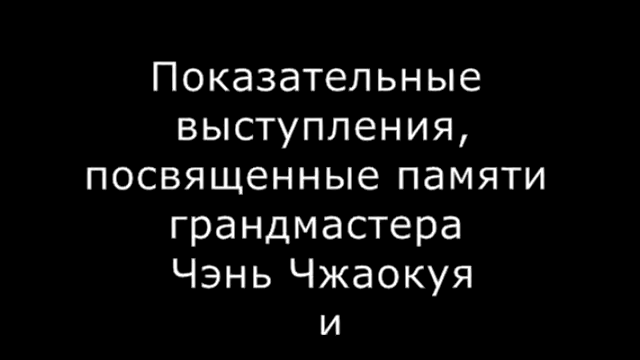 Показательные
выступления,
посвященные памяти
грандмастера
Чэнь Чжаокуя
и